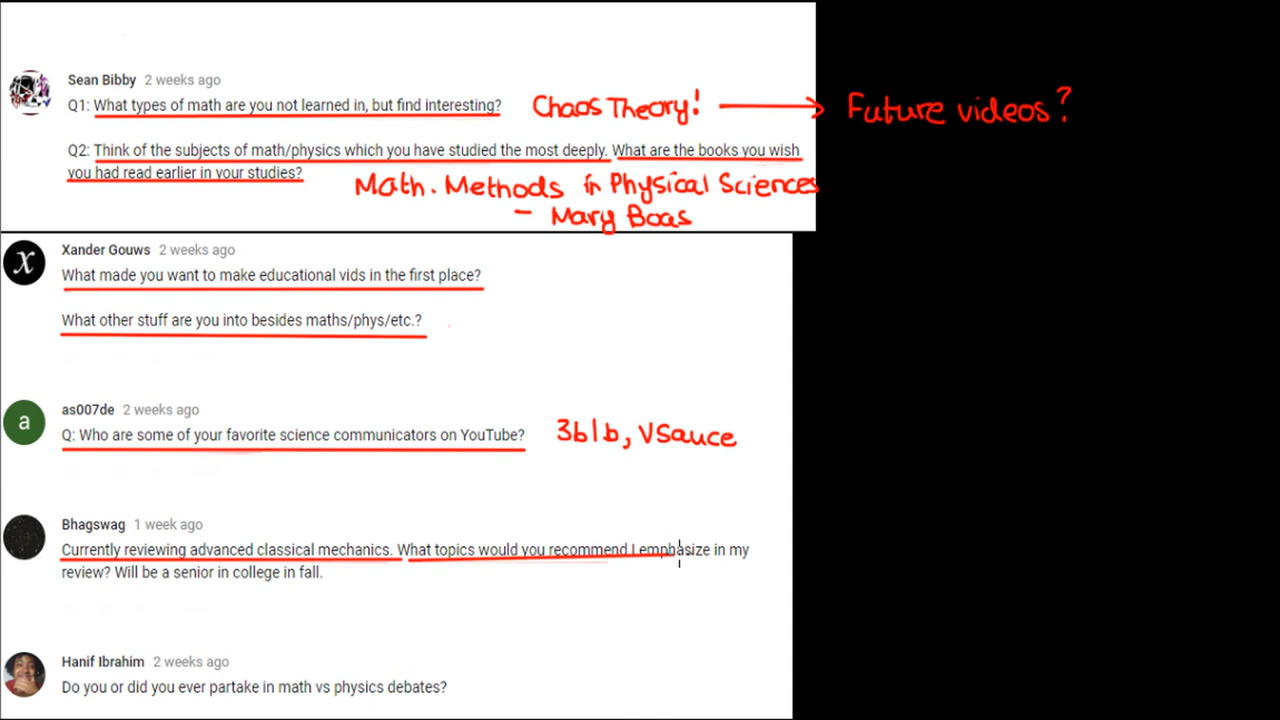 Sean Bibby 2 weeks ago
Q1: What types of math are you not learned in, but find interesting? Chaos Theory! Future videos?
Q2: Think of the subjects of math/physics which you have studied the most deeply. What are the books you wish
you had read earlier in your studies?
Math. Methods in Physical Sciences
- Mary Boas
X
Xander Gouws 2 weeks ago
What made you want to make educational vids in the first place?
What other stuff are you into besides maths/phys/etc.?
a
as007de 2 weeks ago
Q: Who are some of your favorite science communicators on YouTube? 3b1b, VSauce
Bhagswag 1 week ago
Currently reviewing advanced classical mechanics. What topics would you recommend I emphasize in my
review? Will be a senior in college in fall.
Hanif Ibrahim 2 weeks ago
Do you or did you ever partake in math vs physics debates?